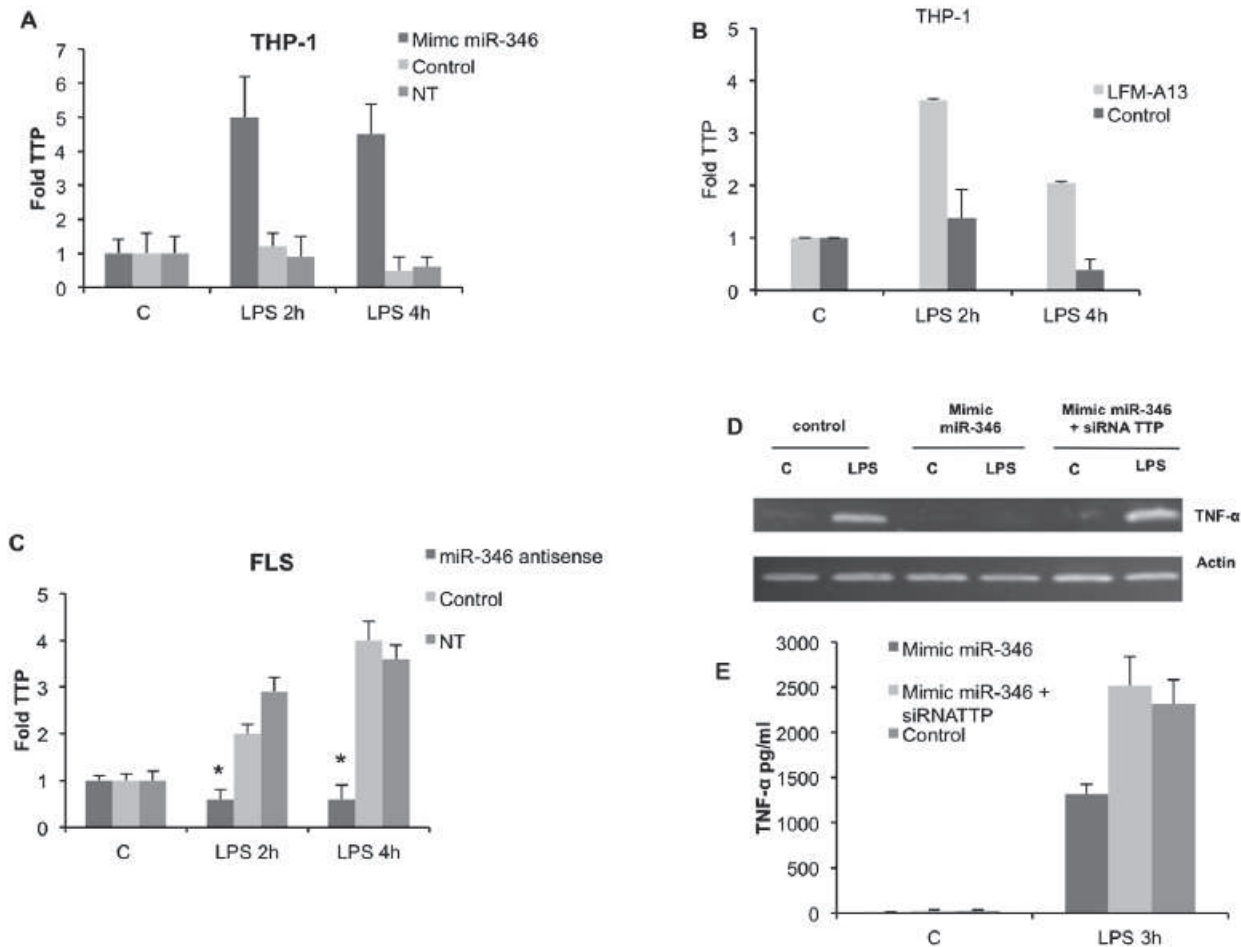 A
THP-1
Mimc miR-346
Control
NT
7
6
5
4
3
2
1
0
Fold TTP
C
LPS 2h
LPS 4h
B
THP-1
LFM-A13
Control
5
4
3
2
1
0
Fold TTP
C
LPS 2h
LPS 4h
C
FLS
miR-346 antisense
Control
NT
5
4
3
2
1
0
Fold TTP
*
*
C
LPS 2h
LPS 4h
D
control
Mimic
miR-346
Mimic miR-346
+ siRNA TTP
C
LPS
C
LPS
C
LPS
TNF-α
Actin
E
Mimic miR-346
Mimic miR-346 +
siRNATTP
Control
3000
2500
2000
1500
1000
500
0
TNF-α pg/ml
C
LPS 3h